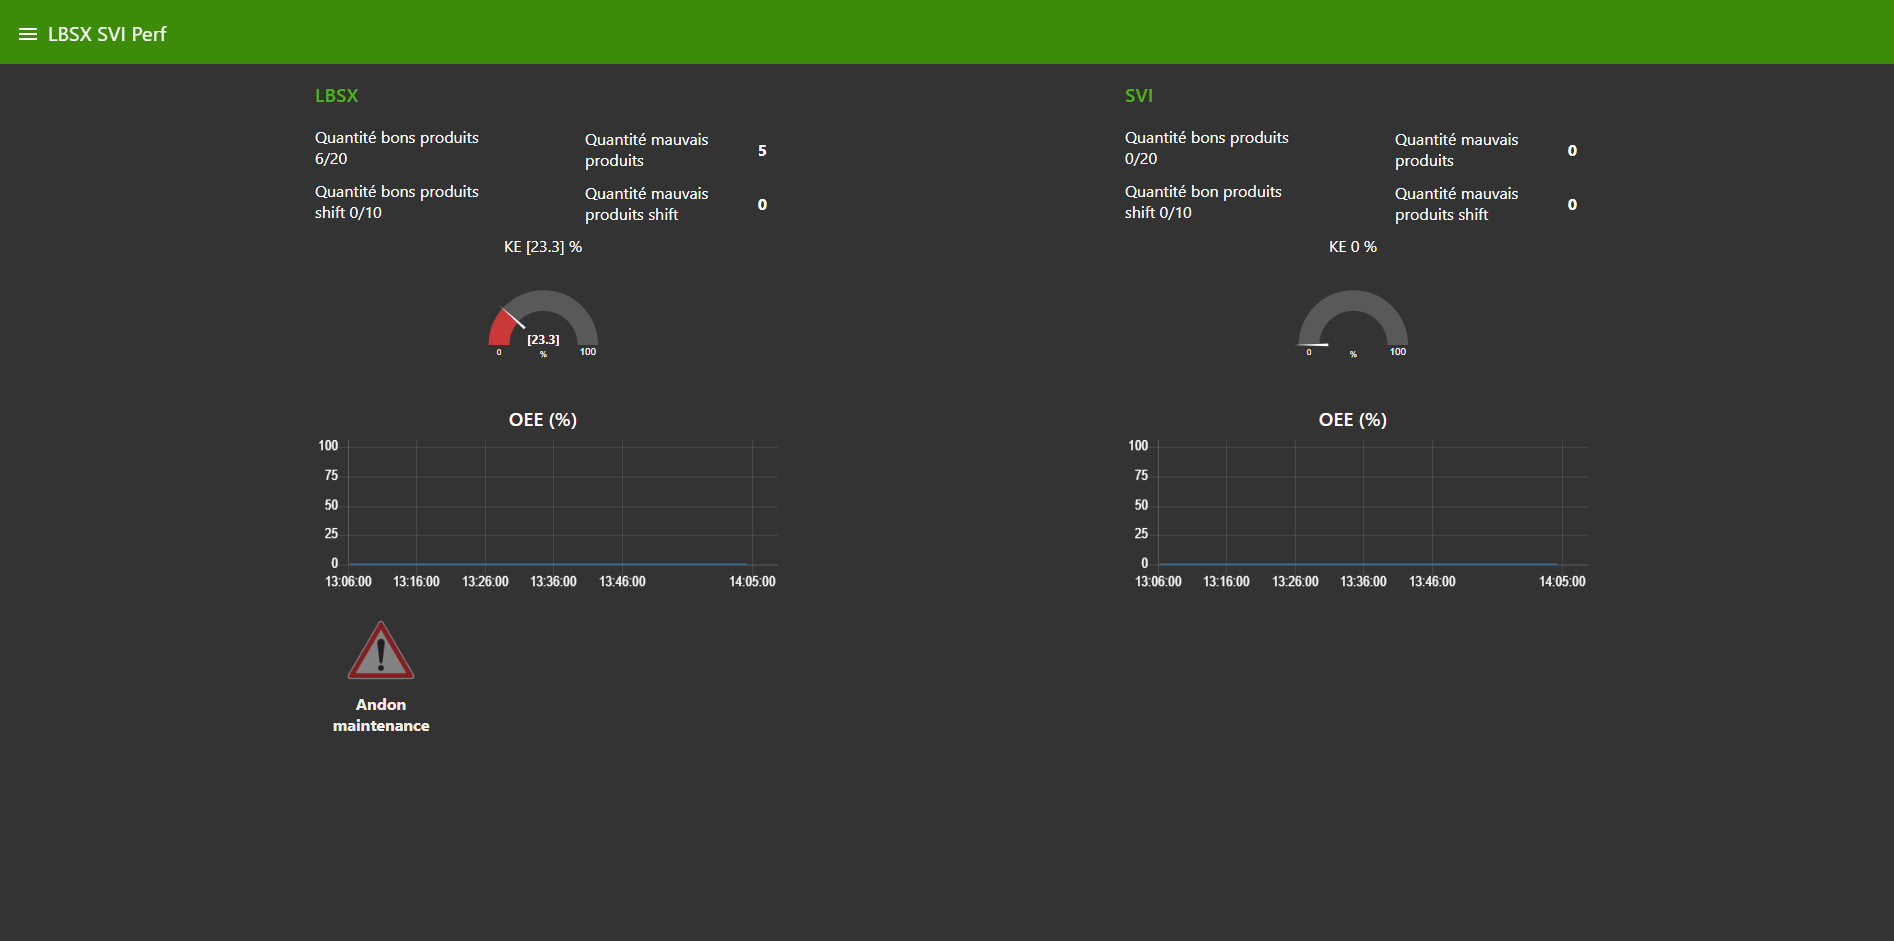 LBSX SVI Perf
LBSX
Quantité bons produits
6/20
Quantité mauvais
produits
5
Quantité bons produits
shift 0/10
Quantité mauvais
produits shift
0
KE [23.3] %
[23.3]
0
%
100
OEE (%)
100
75
50
25
0
13:06:00 13:16:00 13:26:00 13:36:00 13:46:00 14:05:00
Andon
maintenance
SVI
Quantité bons produits
0/20
Quantité mauvais
produits
0
Quantité bon produits
shift 0/10
Quantité mauvais
produits shift
0
KE 0 %
0
%
100
OEE (%)
100
75
50
25
0
13:06:00 13:16:00 13:26:00 13:36:00 13:46:00 14:05:00